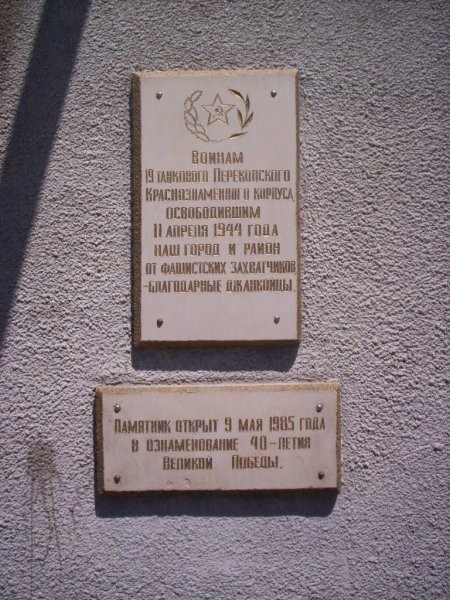 Воинам
19 танкового Перекопского
Краснознаменного корпуса,
освободившим
11 апреля 1944 года
наш город и район
от фашистских захватчиков
-благодарные джанкойцы
Памятник открыт 9 мая 1985 года
в ознаменование 40-летия
Великой Победы.